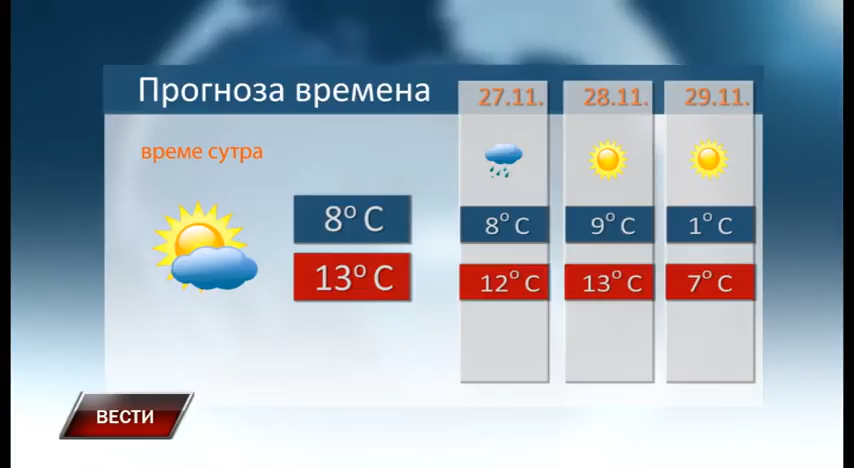 Прогноза времена
време сутра
8° C
13° C
27.11.
8° C
12° C
28.11.
9° C
13° C
29.11.
1° C
7° C
ВЕСТИ